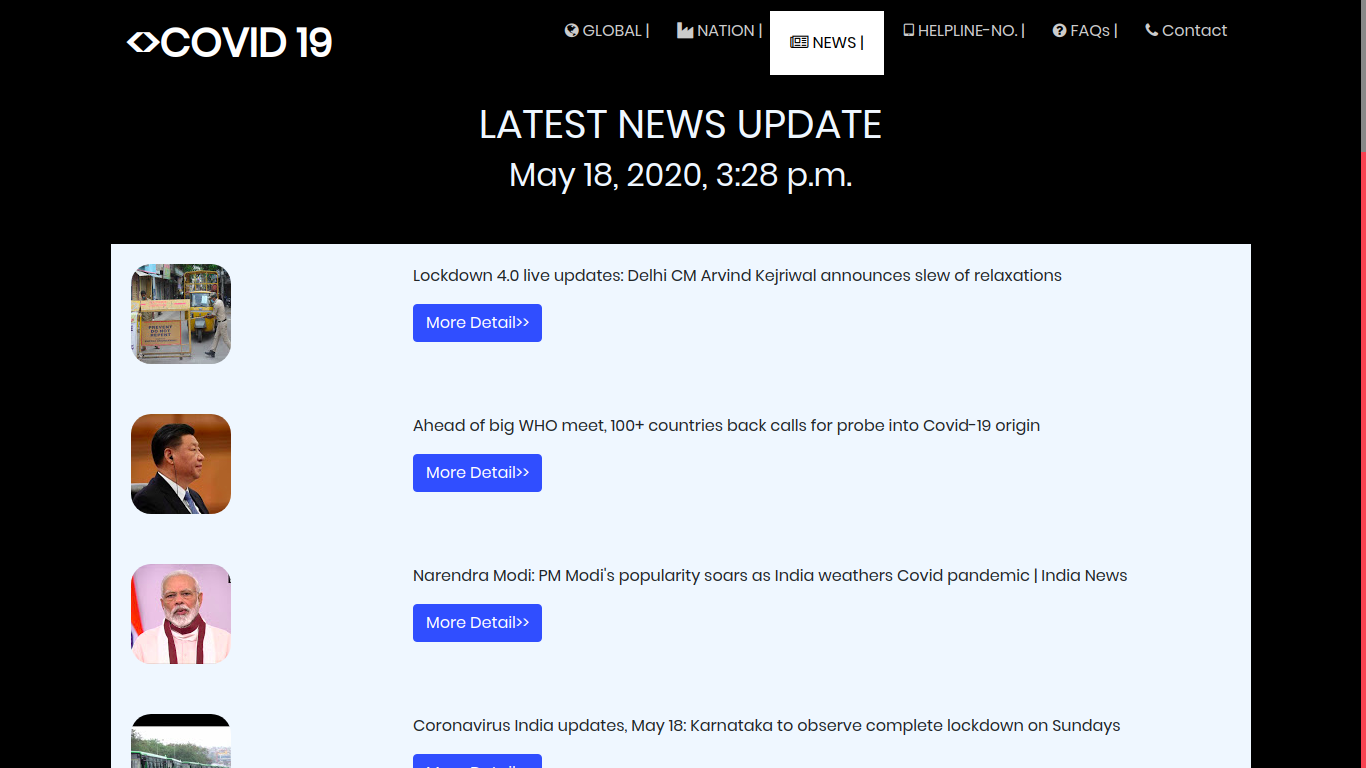 <>COVID 19
GLOBAL |
NATION |
NEWS |
HELPLINE-NO. |
FAQs |
Contact
LATEST NEWS UPDATE
May 18, 2020, 3:28 p.m.
PREVENT
DO NOT
REPENT
Lockdown 4.0 live updates: Delhi CM Arvind Kejriwal announces slew of relaxations
More Detail>>
Ahead of big WHO meet, 100+ countries back calls for probe into Covid-19 origin
More Detail>>
Narendra Modi: PM Modi's popularity soars as India weathers Covid pandemic | India News
More Detail>>
Coronavirus India updates, May 18: Karnataka to observe complete lockdown on Sundays
More Detail>>